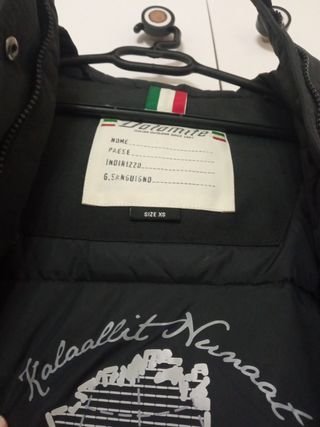 Dolomite
NOME
PAESE
INDIRIZZO
G.SANGUIGNO
SIZE XS
Kalaallit Nunaat